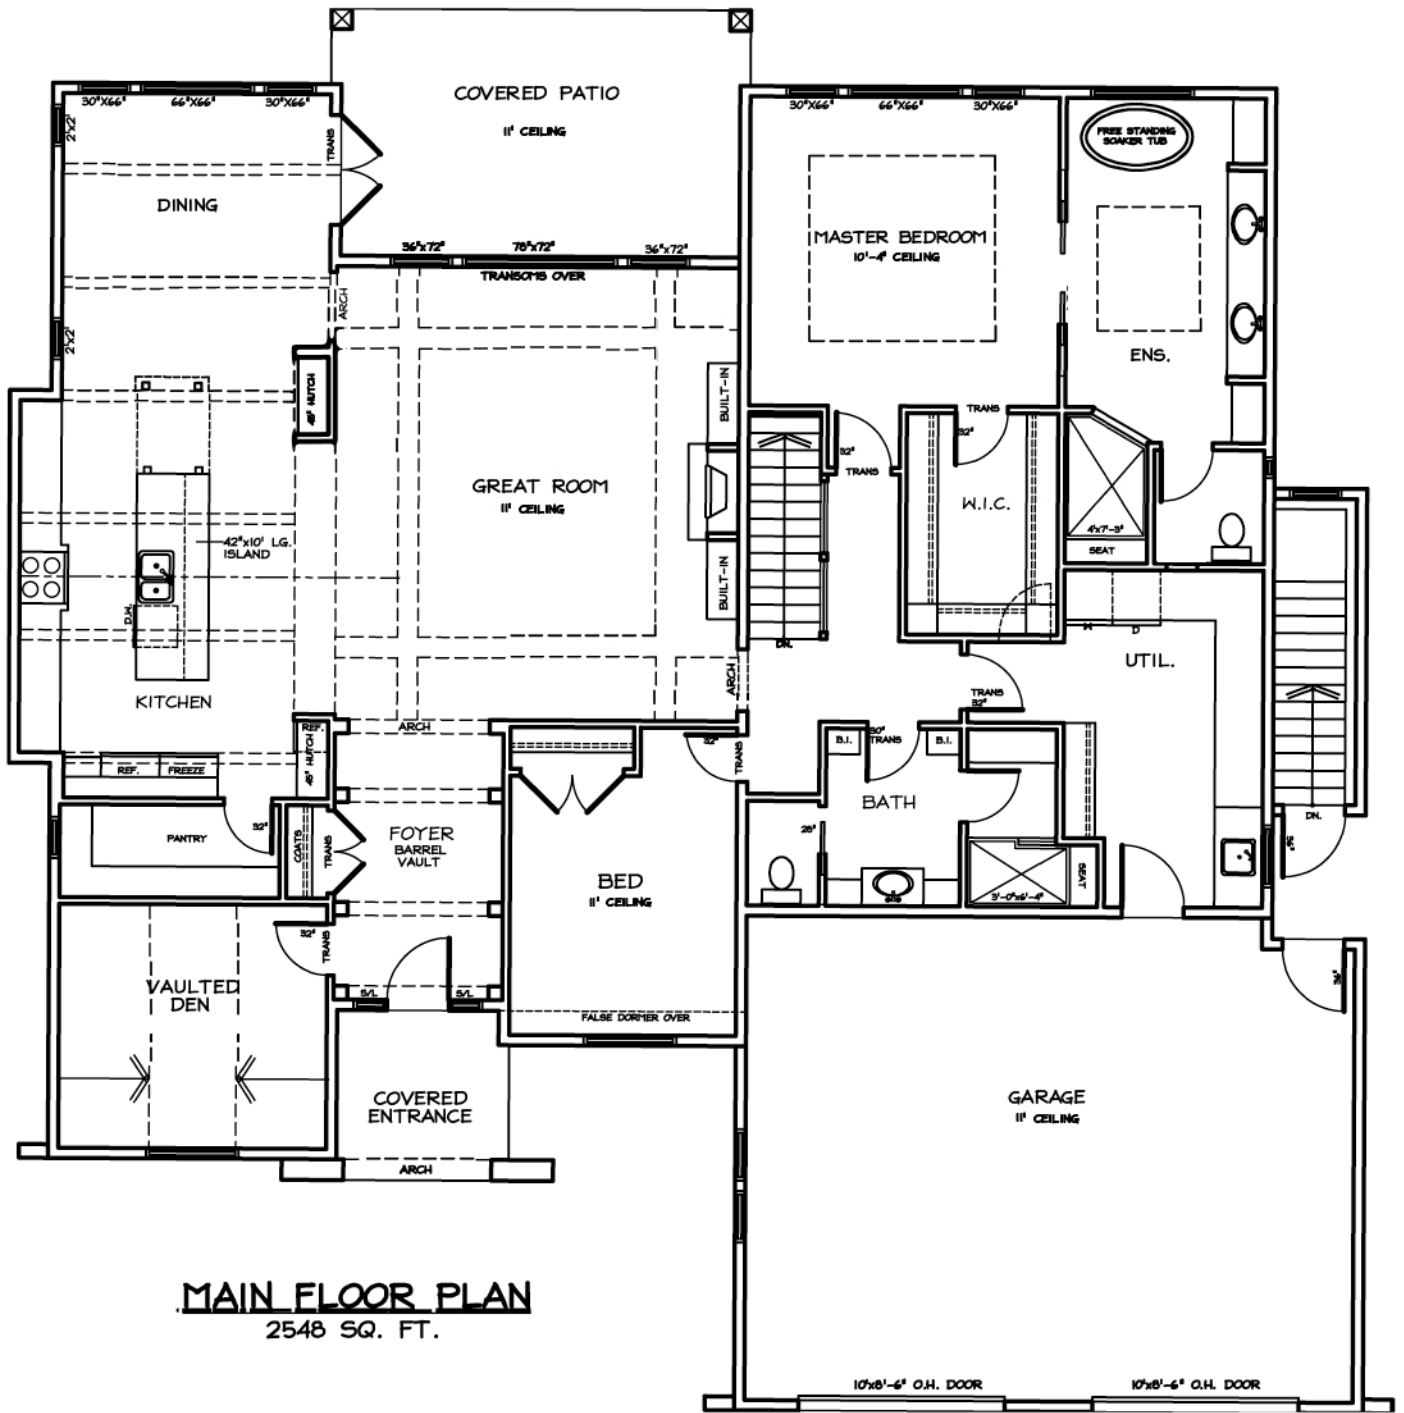 COVERED PATIO
11' CEILING
30"X66"
66"X66"
30"X66"
2'x2'
TRANS
DINING
2'x2'
36"x72"
78"x72"
36"x72"
TRANSOMS OVER
ARCH
30"X66"
66"X66"
30"X66"
FREE STANDING
SOAKER TUB
MASTER BEDROOM
10'-4" CEILING
ENS.
48" HUTCH
BUILT-IN
GREAT ROOM
11' CEILING
BUILT-IN
32"
TRANS
TRANS
32"
W.I.C.
4'x7'-3"
SEAT
42"x10' LG.
ISLAND
D.W.
KITCHEN
DN.
ARCH
W
D
UTIL.
TRANS
32"
REF.
48" HUTCH
ARCH
REF.
FREEZE
32"
TRANS
B.I.
30"
TRANS
B.I.
BATH
28"
DN.
36"
PANTRY
32"
COATS
TRANS
FOYER
BARREL
VAULT
BED
11' CEILING
SEAT
3'-0"x6'-4"
VAULTED
DEN
32"
TRANS
S/L
S/L
FALSE DORMER OVER
36"
COVERED
ENTRANCE
ARCH
GARAGE
11' CEILING
MAIN FLOOR PLAN
2548 SQ. FT.
10'x8'-6" O.H. DOOR
10'x8'-6" O.H. DOOR